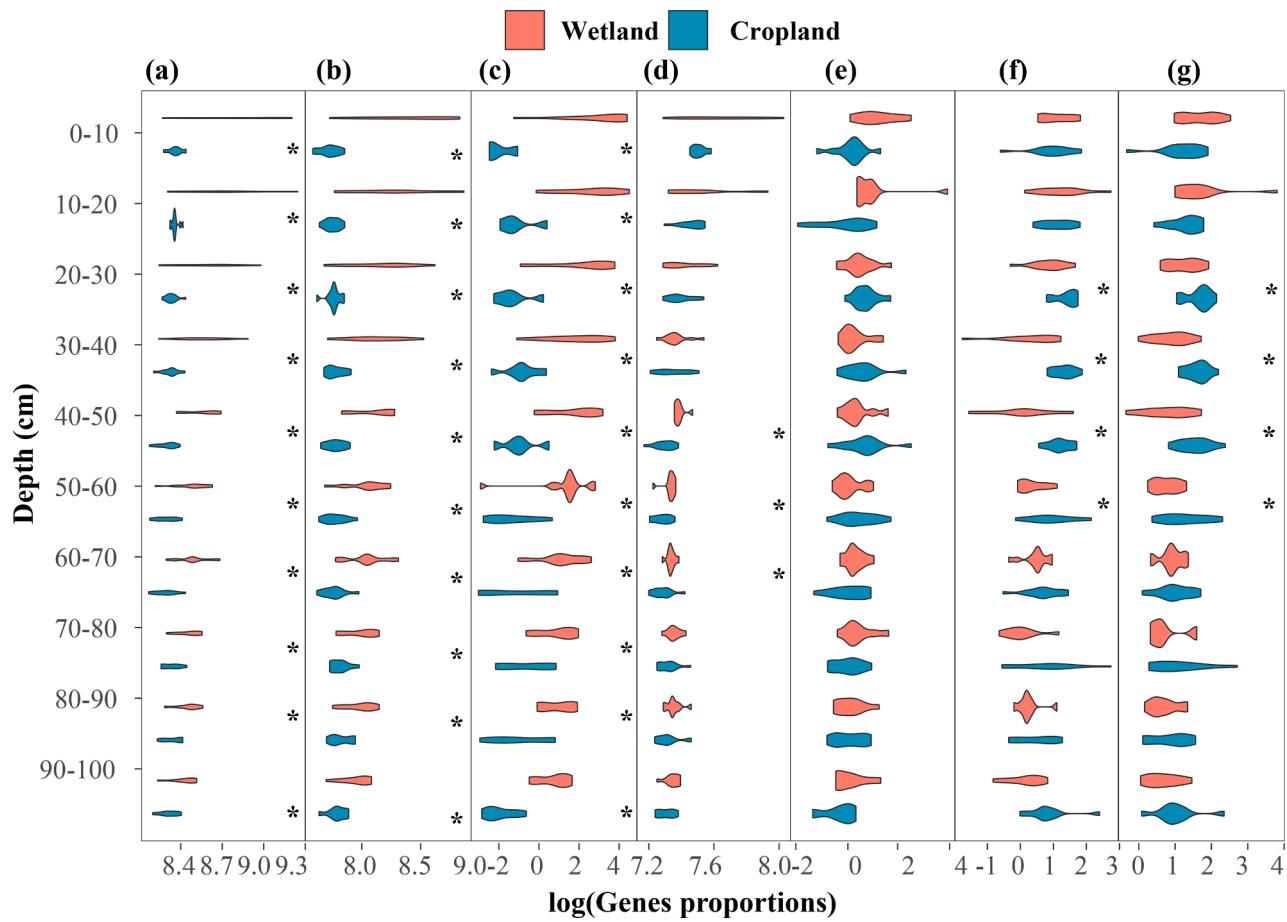 Wetland Cropland
(a) (b) (c) (d) (e) (f) (g)
0-10
* * *
10-20
* * *
20-30
* * * * *
30-40
* * * * *
40-50
* * * * * *
50-60
* * * * * *
60-70
* * * *
70-80
* * *
80-90
* * *
90-100
* * *
Depth (cm)
8.4 8.7 9.0 9.3 8.0 8.5 9.0 -2 0 2 4 7.2 7.6 8.0 -2 0 2 4 -1 0 1 2 3 0 1 2 3 4
log(Genes proportions)